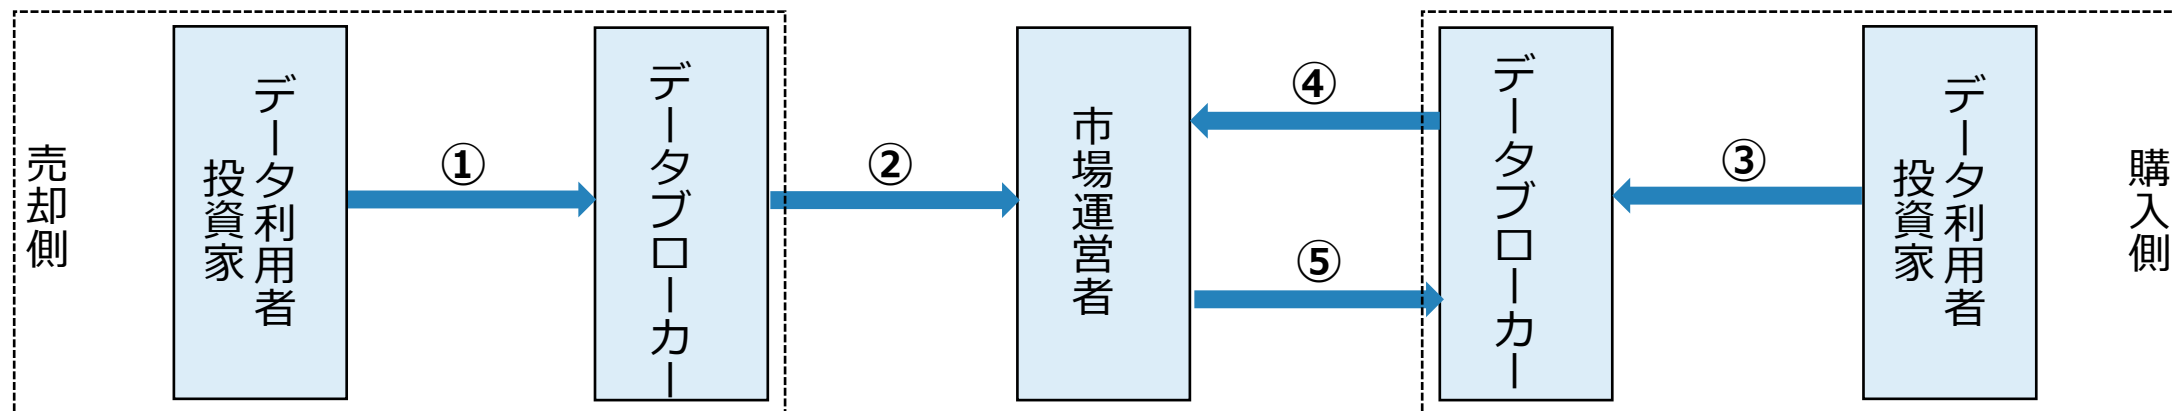 売却側
データ利用者
投資家
①
データブローカー
②
市場運営者
④
⑤
データブローカー
③
データ利用者
投資家
購入側